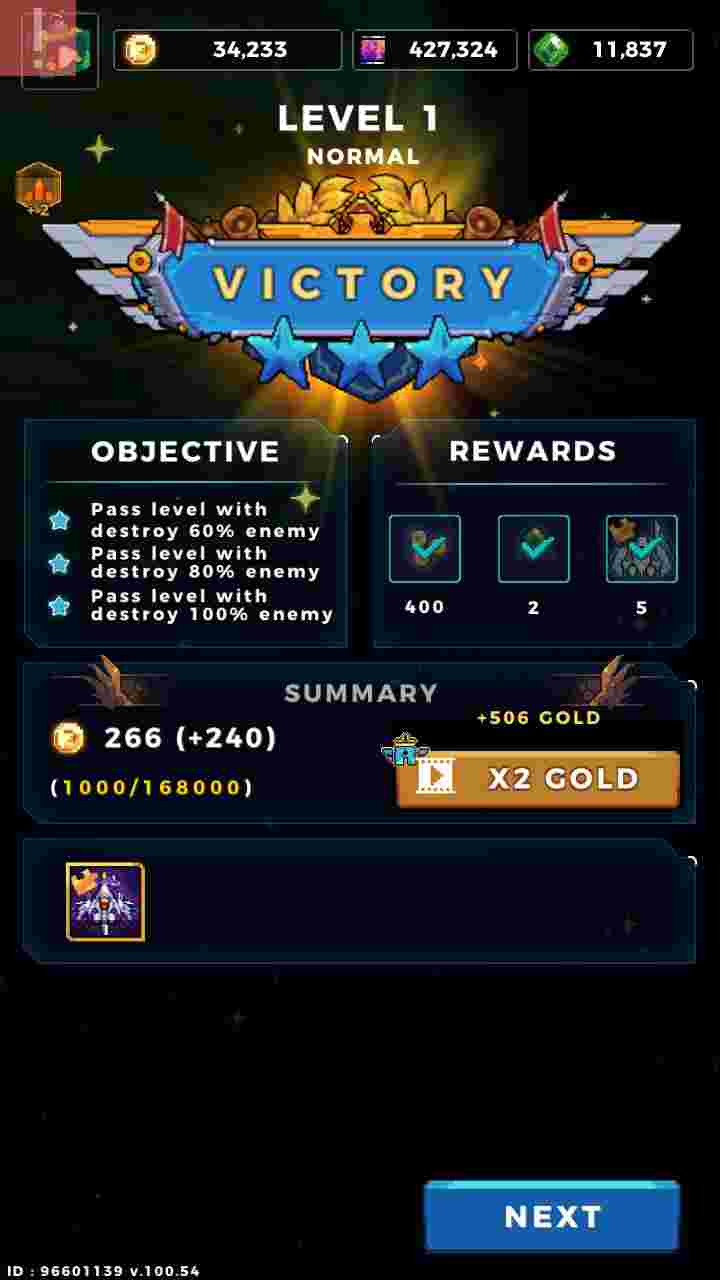 34,233
427,324
11,837
LEVEL 1
NORMAL
+2
VICTORY
OBJECTIVE
Pass level with
destroy 60% enemy
Pass level with
destroy 80% enemy
Pass level with
destroy 100% enemy
REWARDS
400
2
5
SUMMARY
266 (+240)
(1000/168000)
+506 GOLD
X2 GOLD
NEXT
ID : 96601139 v.100.54